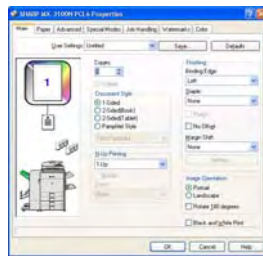 SHARP MX-3100N PCL6 Properties
Main Paper Advanced Special Modes Job Handling Watermarks Color
User Settings: Untitled Save... Defaults
Copies:
1
Document Style
1-Sided
2-Sided(Book)
2-Sided(Tablet)
Pamphlet Style
N-Up Printing
1-Up
Finishing
Binding Edge:
Left
Staple:
None
No Offset
Margin Shift:
None
Image Orientation
Portrait
Landscape
Rotate 180 degrees
Black and White Print
1
OK Cancel Help